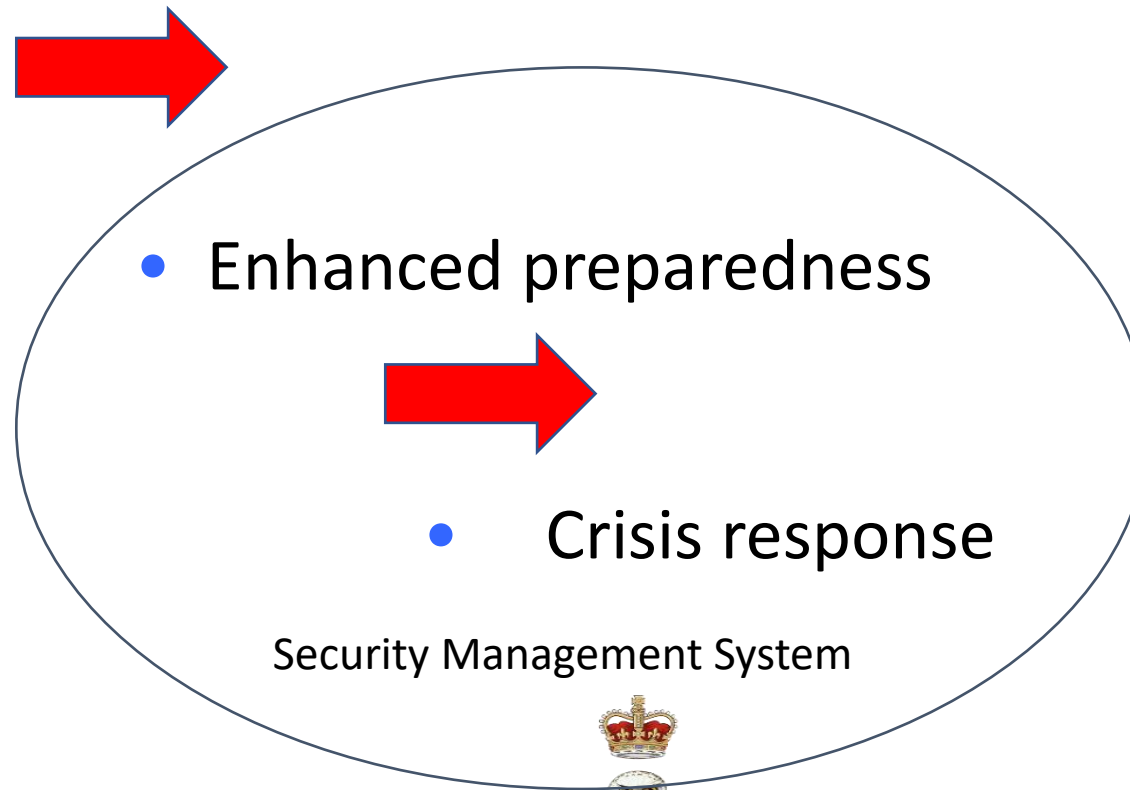 • Enhanced preparedness
• Crisis response
Security Management System